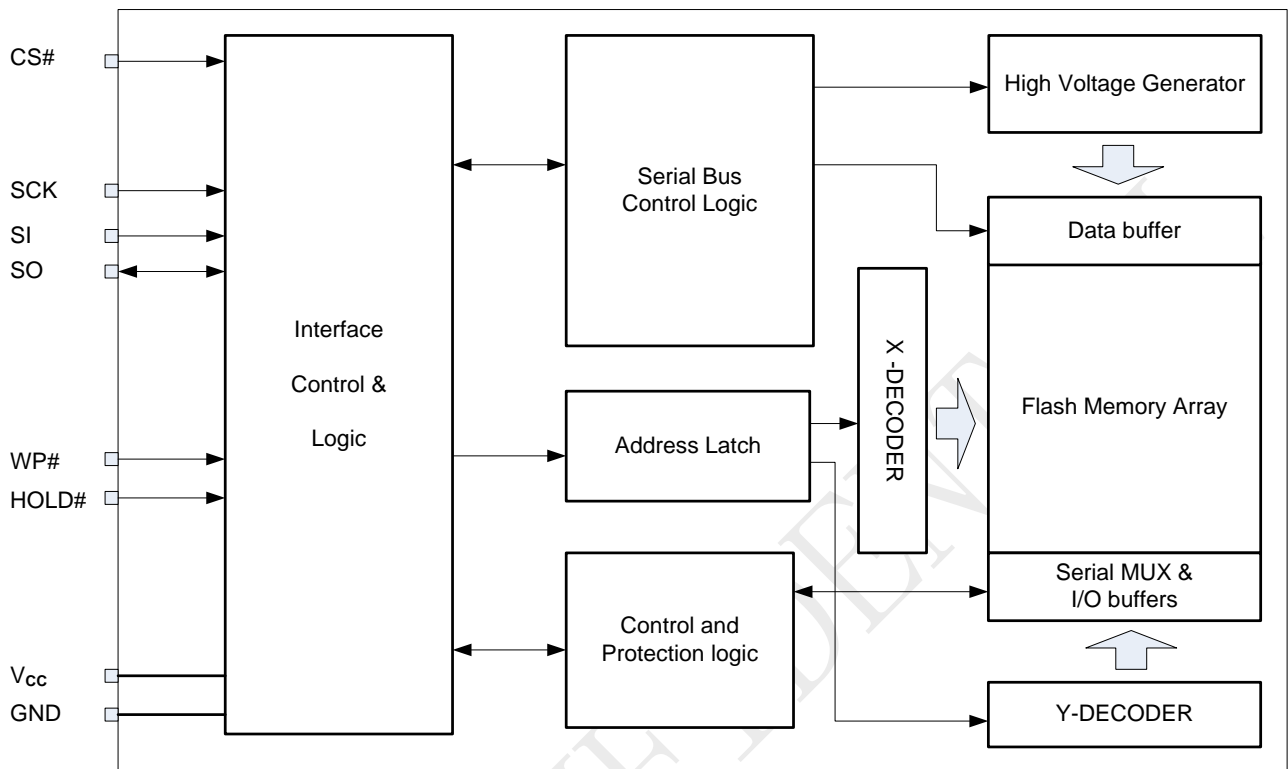 CS#
SCK
SI
SO
WP#
HOLD#
Vcc
GND
Interface
Control &
Logic
Serial Bus
Control Logic
Address Latch
Control and
Protection logic
X -DECODER
High Voltage Generator
Data buffer
Flash Memory Array
Serial MUX &
I/O buffers
Y-DECODER